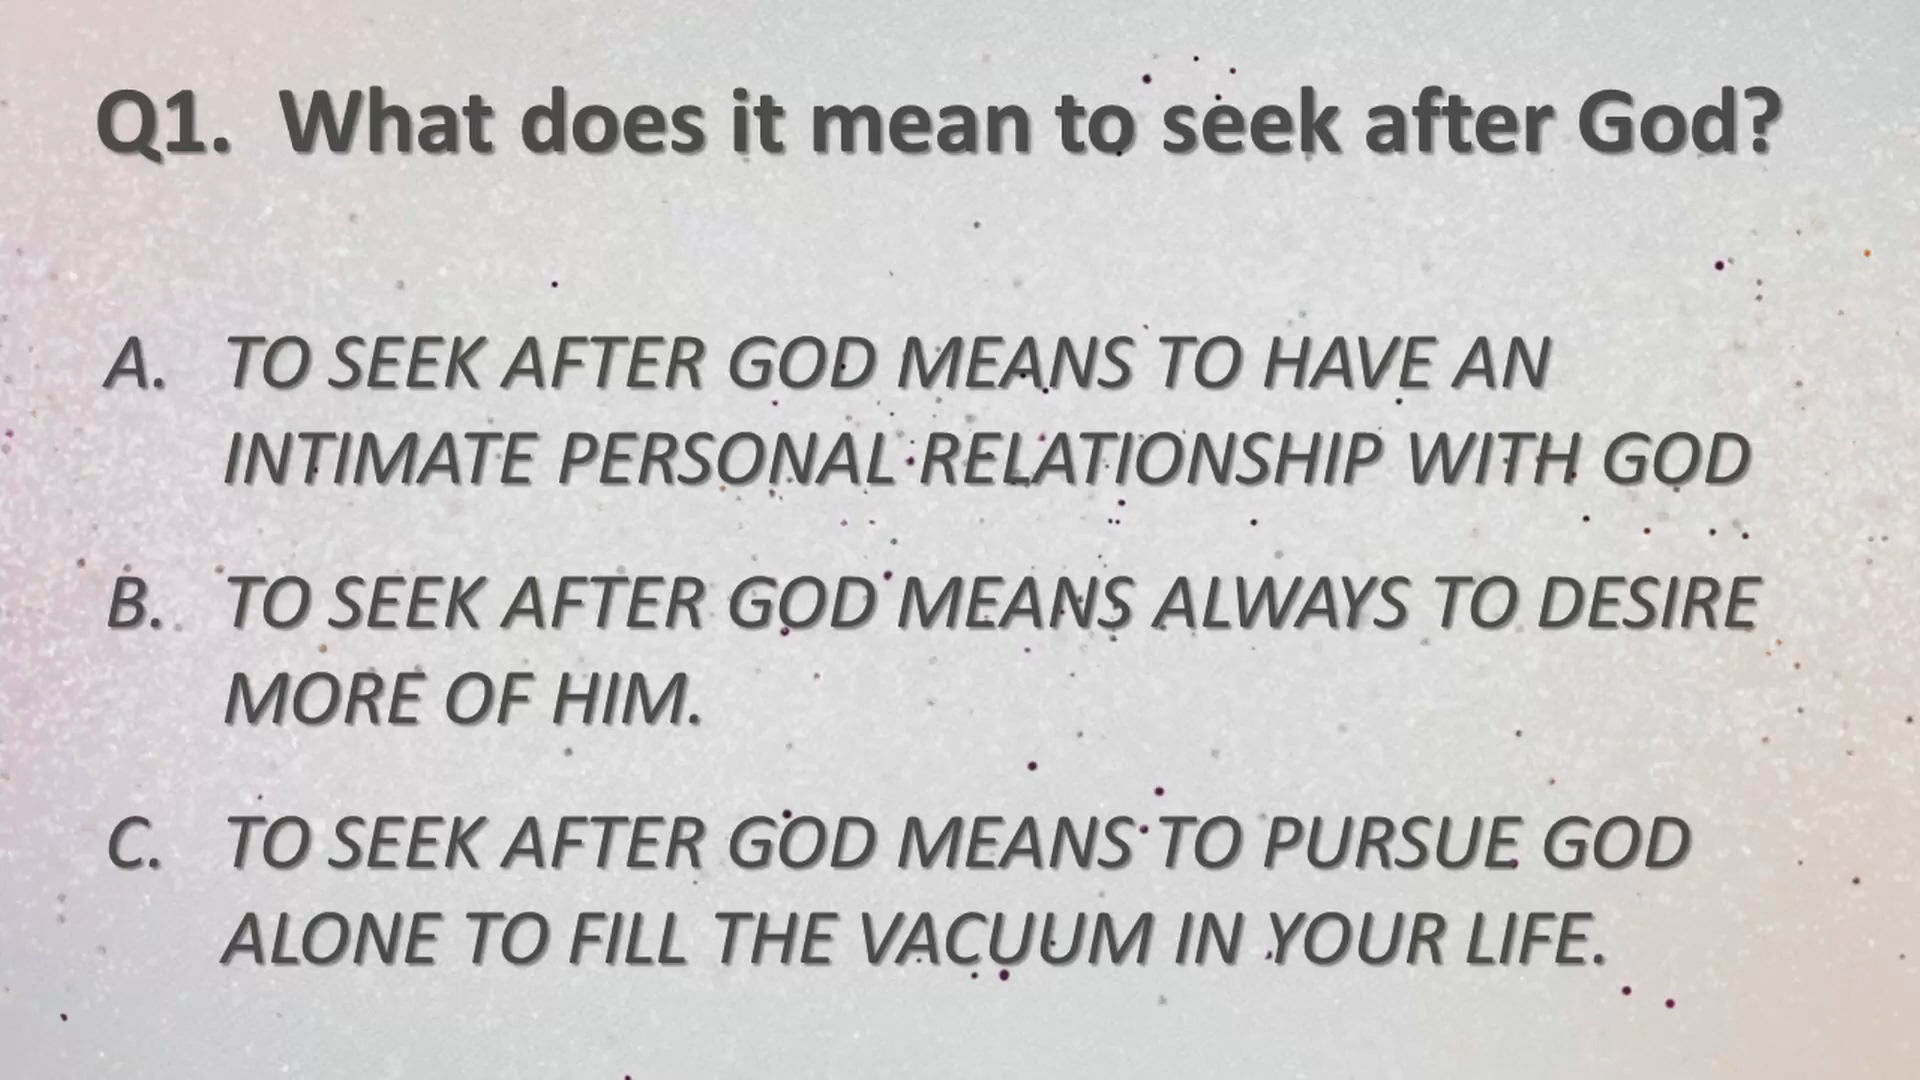 Q1. What does it mean to seek after God?
A. TO SEEK AFTER GOD MEANS TO HAVE AN
INTIMATE PERSONAL RELATIONSHIP WITH GOD
B. TO SEEK AFTER GOD MEANS ALWAYS TO DESIRE
MORE OF HIM.
C. TO SEEK AFTER GOD MEANS TO PURSUE GOD
ALONE TO FILL THE VACUUM IN YOUR LIFE.